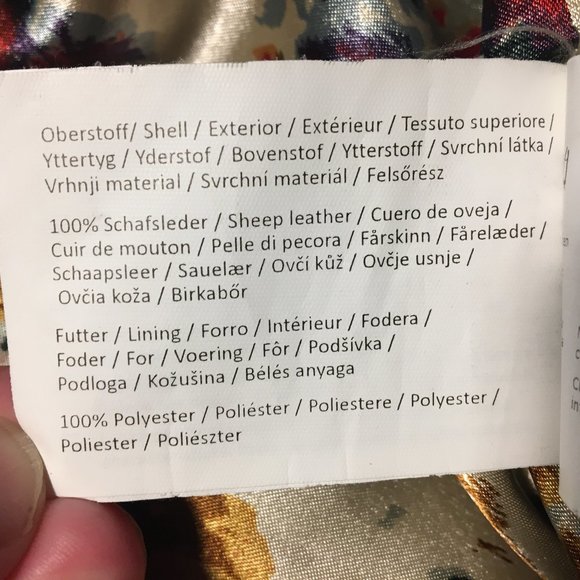 Oberstoff/ Shell / Exterior / Extérieur / Tessuto superiore /
Yttertyg / Yderstof / Bovenstof / Ytterstoff / Svrchní látka /
Vrhnji material / Svrchní materiál / Felsőrész
100% Schafsleder / Sheep leather / Cuero de oveja /
Cuir de mouton / Pelle di pecora / Fårskinn / Fårelæder /
Schaapsleer / Sauelær / Ovčí kůž / Ovčje usnje /
Ovčia koža / Birkabőr
Futter / Lining / Forro / Intérieur / Fodera /
Foder / For / Voering / Fôr / Podšívka /
Podloga / Kožušina / Bélés anyaga
100% Polyester / Poliéster / Poliestere / Polyester /
Poliester / Poliészter